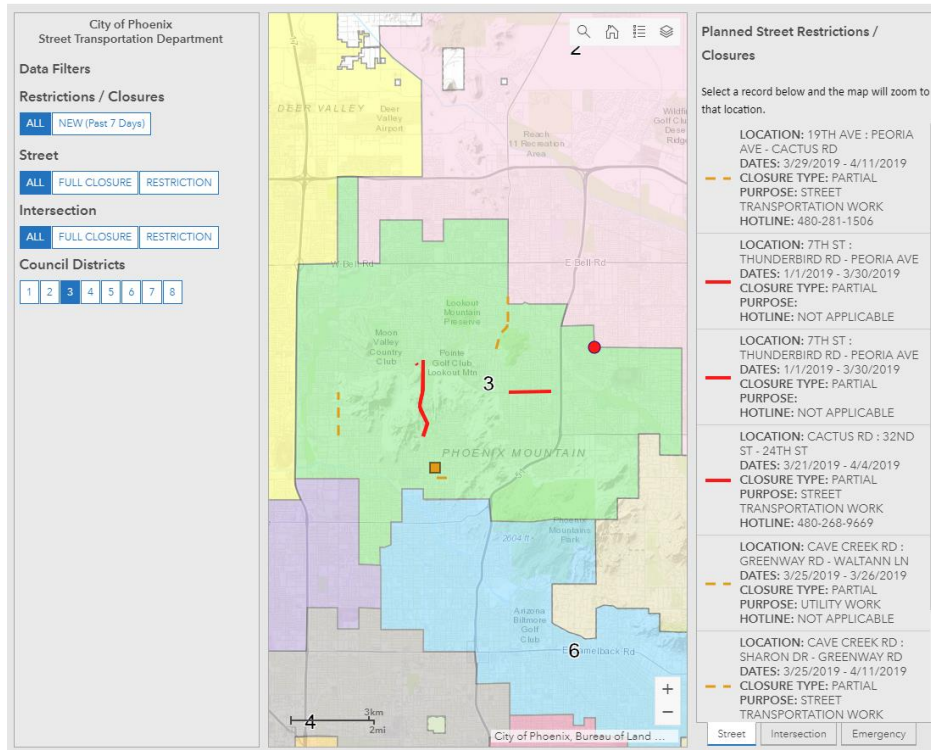 City of Phoenix
Street Transportation Department
Data Filters
Restrictions / Closures
ALL
NEW (Past 7 Days)
Street
ALL
FULL CLOSURE
RESTRICTION
Intersection
ALL
FULL CLOSURE
RESTRICTION
Council Districts
1
2
3
4
5
6
7
8
2
DEER VALLEY
Deer
Valley
Airport
Reach
11 Recreation
Area
Wildfi
Golf Clu
Dese
Ridg
W Bell Rd
E Bell Rd
Lookout
Mountain
Preserve
Moon
Valley
Country
Club
Pointe
Golf Club
Lookout Mtn
3
PHOENIX MOUNTAIN
Phoenix
Mountains
Park
2604 ft
Arizona
Biltmore
Golf
Club
6
E Camelback Rd
4
3km
2mi
+
−
City of Phoenix, Bureau of Land ...
Planned Street Restrictions /
Closures
Select a record below and the map will zoom to
that location.
LOCATION: 19TH AVE : PEORIA
AVE - CACTUS RD
DATES: 3/29/2019 - 4/11/2019
CLOSURE TYPE: PARTIAL
PURPOSE: STREET
TRANSPORTATION WORK
HOTLINE: 480-281-1506
LOCATION: 7TH ST :
THUNDERBIRD RD - PEORIA AVE
DATES: 1/1/2019 - 3/30/2019
CLOSURE TYPE: PARTIAL
PURPOSE:
HOTLINE: NOT APPLICABLE
LOCATION: 7TH ST :
THUNDERBIRD RD - PEORIA AVE
DATES: 1/1/2019 - 3/30/2019
CLOSURE TYPE: PARTIAL
PURPOSE:
HOTLINE: NOT APPLICABLE
LOCATION: CACTUS RD : 32ND
ST - 24TH ST
DATES: 3/21/2019 - 4/4/2019
CLOSURE TYPE: PARTIAL
PURPOSE: STREET
TRANSPORTATION WORK
HOTLINE: 480-268-9669
LOCATION: CAVE CREEK RD :
GREENWAY RD - WALTANN LN
DATES: 3/25/2019 - 3/26/2019
CLOSURE TYPE: PARTIAL
PURPOSE: UTILITY WORK
HOTLINE: NOT APPLICABLE
LOCATION: CAVE CREEK RD :
SHARON DR - GREENWAY RD
DATES: 3/25/2019 - 4/11/2019
CLOSURE TYPE: PARTIAL
PURPOSE: STREET
TRANSPORTATION WORK
Street
Intersection
Emergency